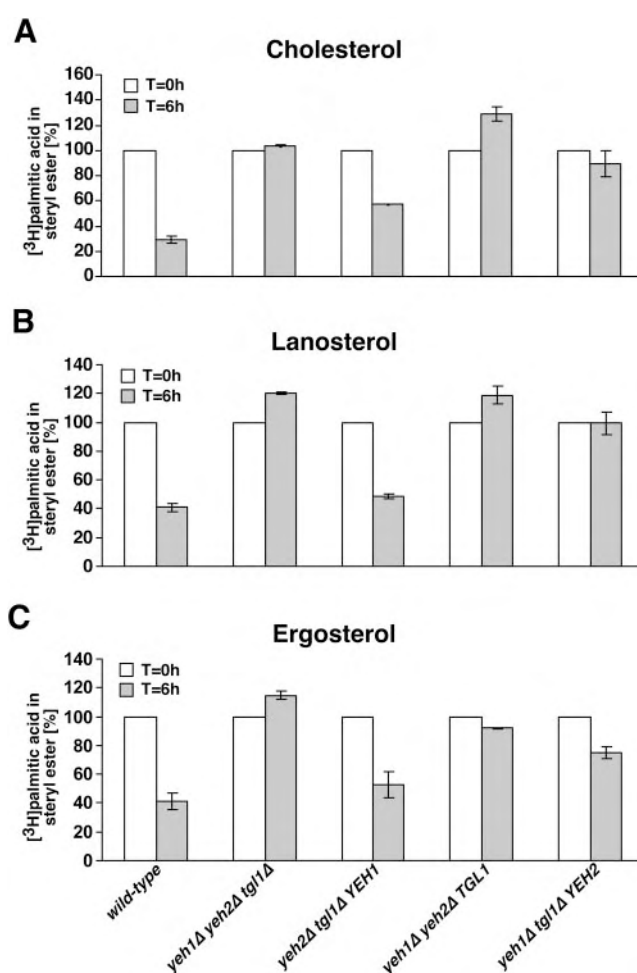 A
Cholesterol
[³H]palmitic acid in
steryl ester [%]
160
140
120
100
80
60
40
20
0
T=0h
T=6h
B
Lanosterol
[³H]palmitic acid in
steryl ester [%]
140
120
100
80
60
40
20
0
T=0h
T=6h
C
Ergosterol
[³H]palmitic acid in
steryl ester [%]
140
120
100
80
60
40
20
0
T=0h
T=6h
wild-type
yeh1Δ yeh2Δ tgl1Δ
yeh2Δ tgl1Δ YEH1
yeh1Δ yeh2Δ TGL1
yeh1Δ tgl1Δ YEH2